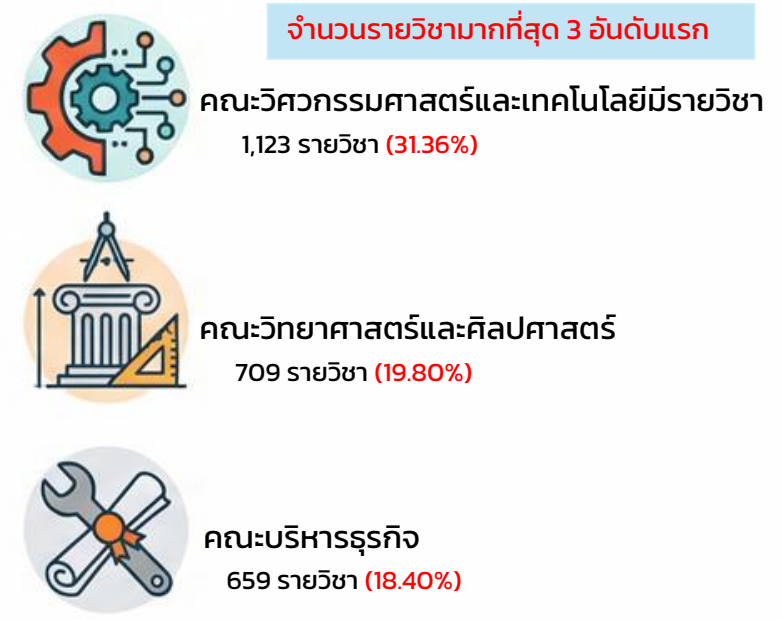 จำนวนรายวิชามากที่สุด 3 อันดับแรก
คณะวิศวกรรมศาสตร์และเทคโนโลยีมีรายวิชา
1,123 รายวิชา (31.36%)
คณะวิทยาศาสตร์และศิลปศาสตร์
709 รายวิชา (19.80%)
คณะบริหารธุรกิจ
659 รายวิชา (18.40%)